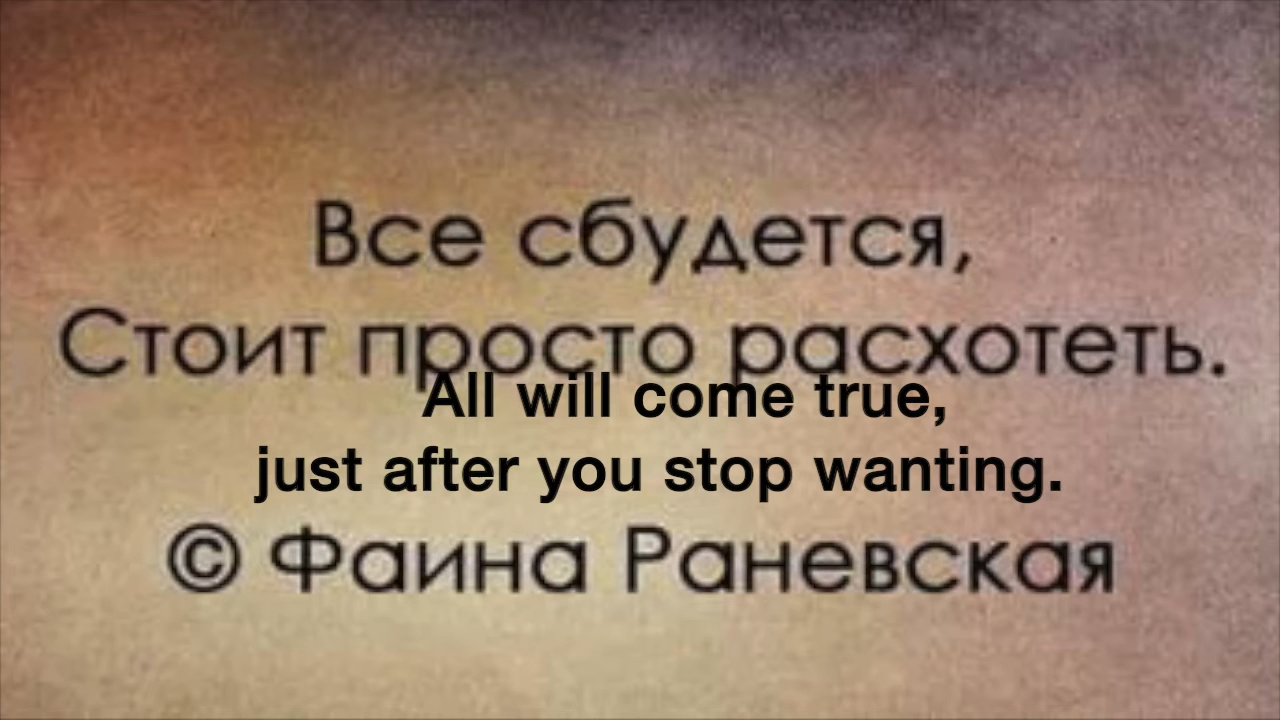 Все сбудется,
Стоит просто расхотеть.
All will come true,
just after you stop wanting.
© Фаина Раневская